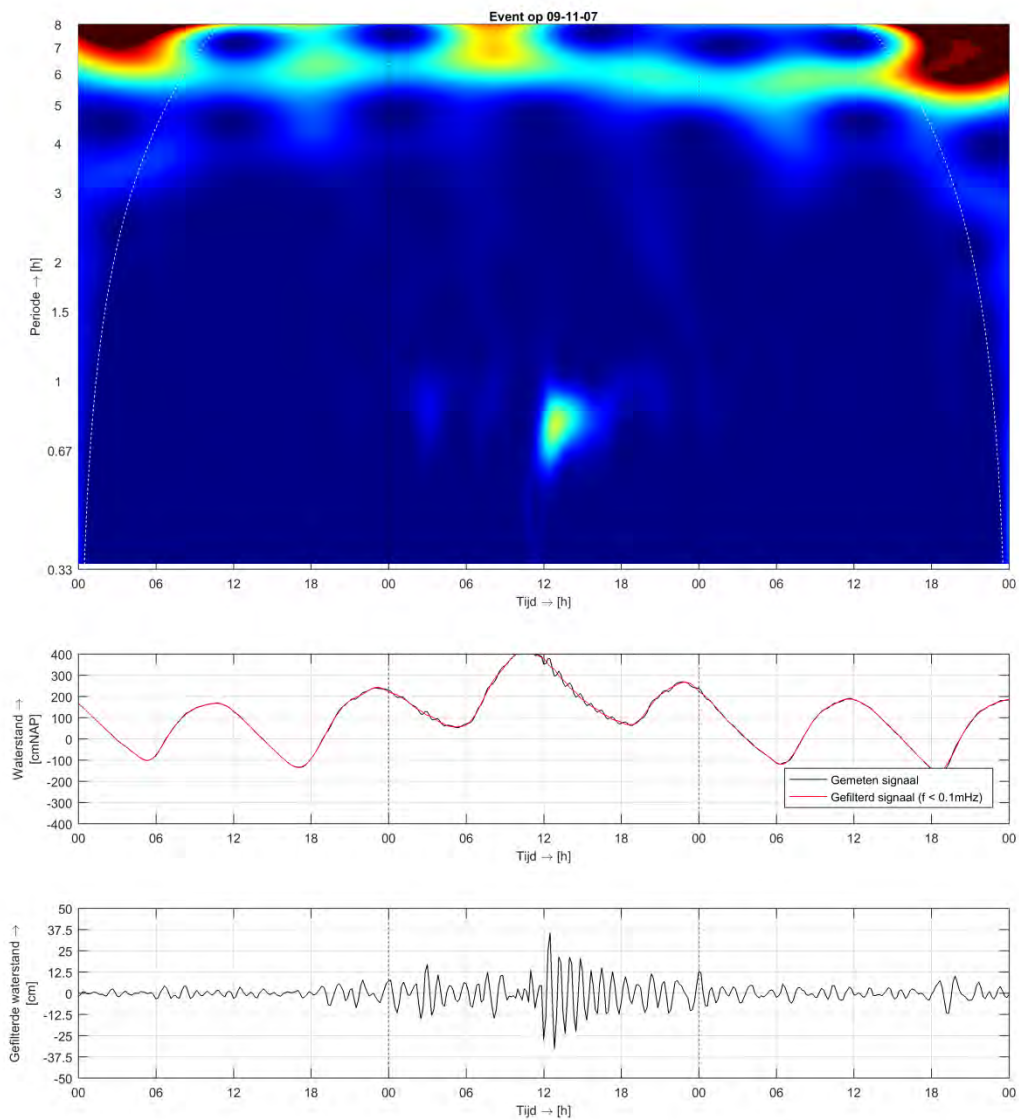 Event op 09-11-07
Periode → [h]
8
7
6
5
4
3
2
1.5
1
0.67
0.33
00 06 12 18 00 06 12 18 00 06 12 18 00
Tijd → [h]
Waterstand →
[cmNAP]
400
300
200
100
0
-100
-200
-300
-400
Gemeten signaal
Gefilterd signaal (f < 0.1mHz)
00 06 12 18 00 06 12 18 00 06 12 18 00
Tijd → [h]
Gefilterde waterstand →
[cm]
50
37.5
25
12.5
0
-12.5
-25
-37.5
-50
00 06 12 18 00 06 12 18 00 06 12 18 00
Tijd → [h]